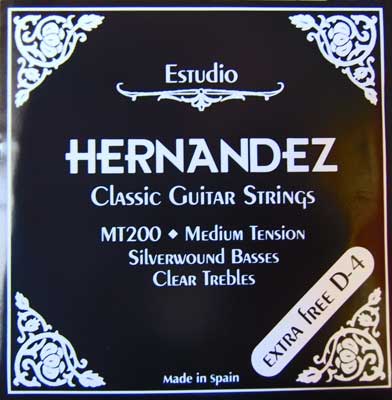 Estudio
HERNANDEZ
Classic Guitar Strings
MT200 ◆ Medium Tension
Silverwound Basses
Clear Trebles
EXTRA FREE D-4
Made in Spain